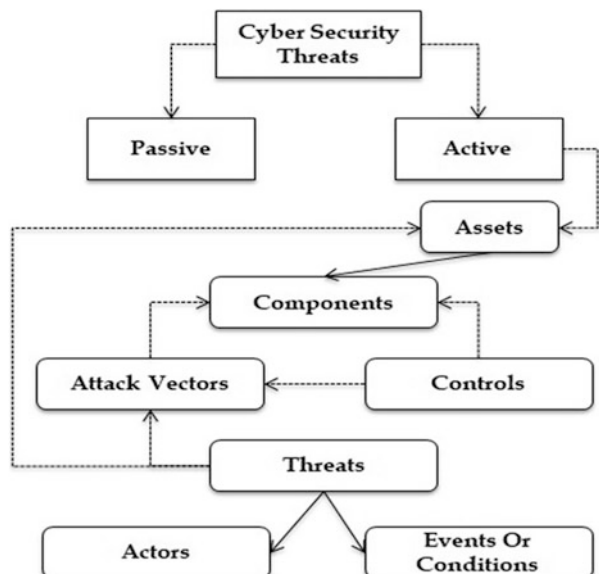 Cyber Security
Threats
Passive
Active
Assets
Components
Attack Vectors
Controls
Threats
Actors
Events Or
Conditions